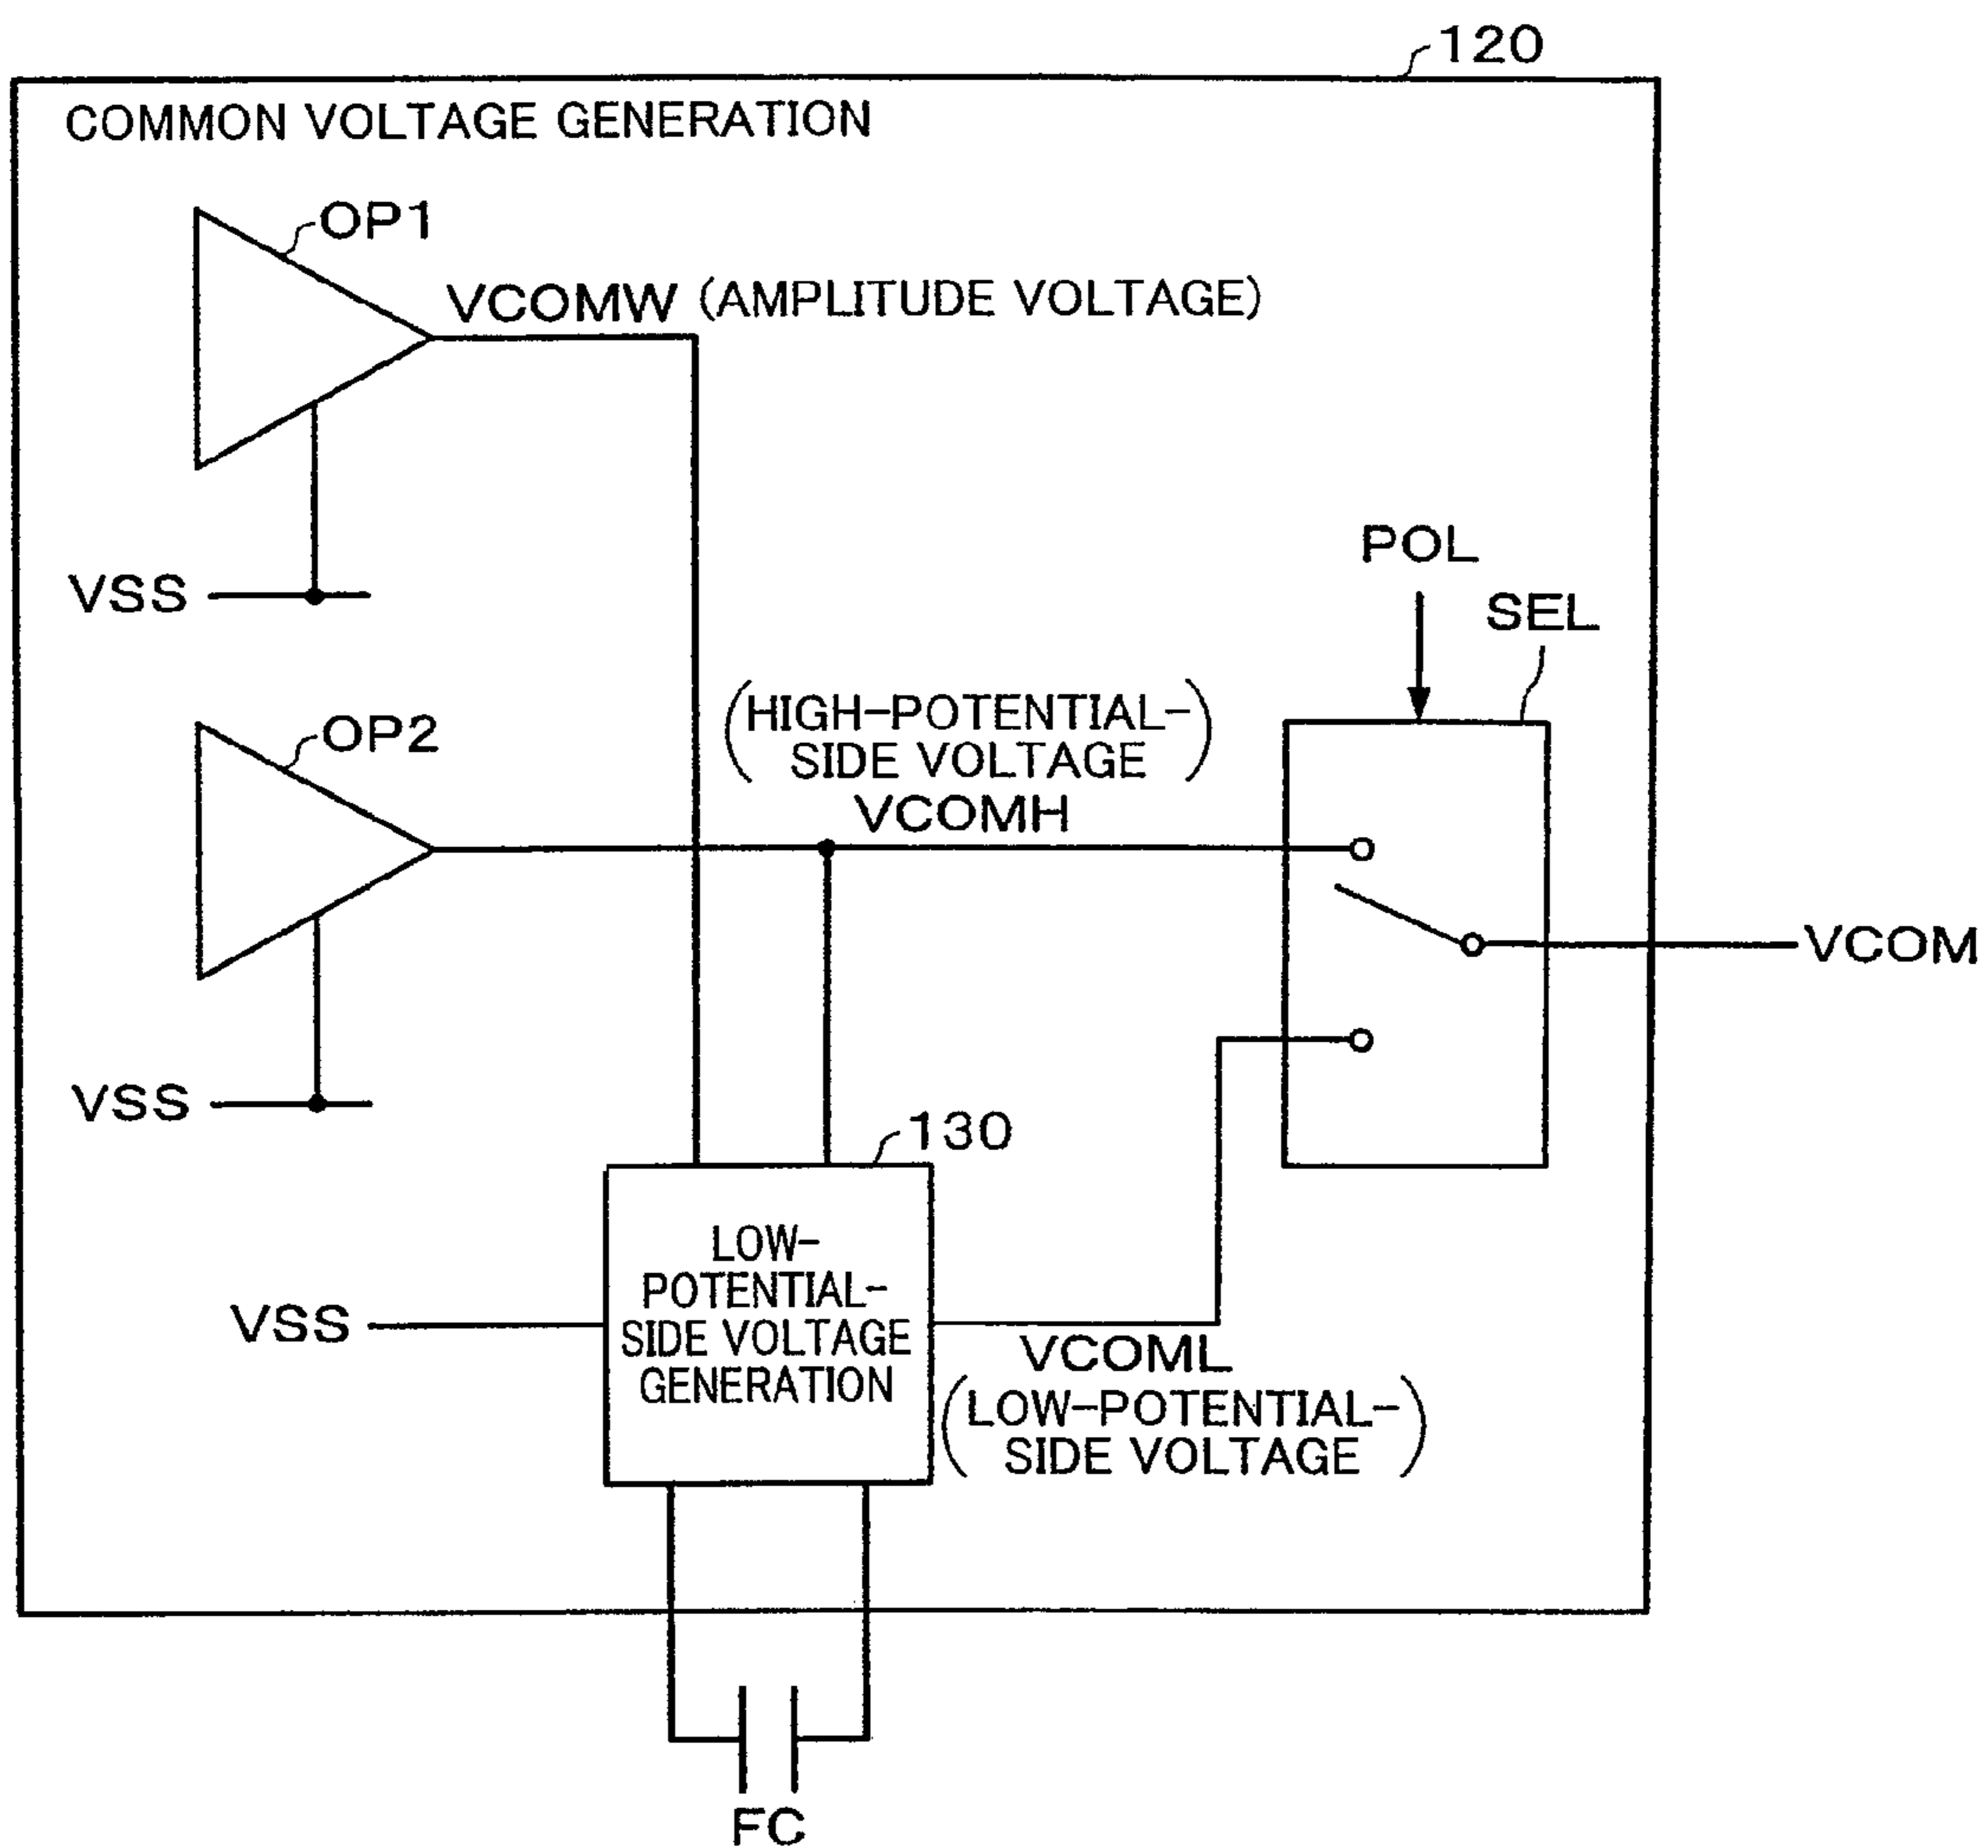 120
COMMON VOLTAGE GENERATION
OP1
VCOMW (AMPLITUDE VOLTAGE)
VSS
POL
SEL
OP2
(HIGH-POTENTIAL-
SIDE VOLTAGE)
VCOMH
VCOM
VSS
130
LOW-
POTENTIAL-
SIDE VOLTAGE
GENERATION
VSS
VCOML
(LOW-POTENTIAL-
SIDE VOLTAGE)
FC